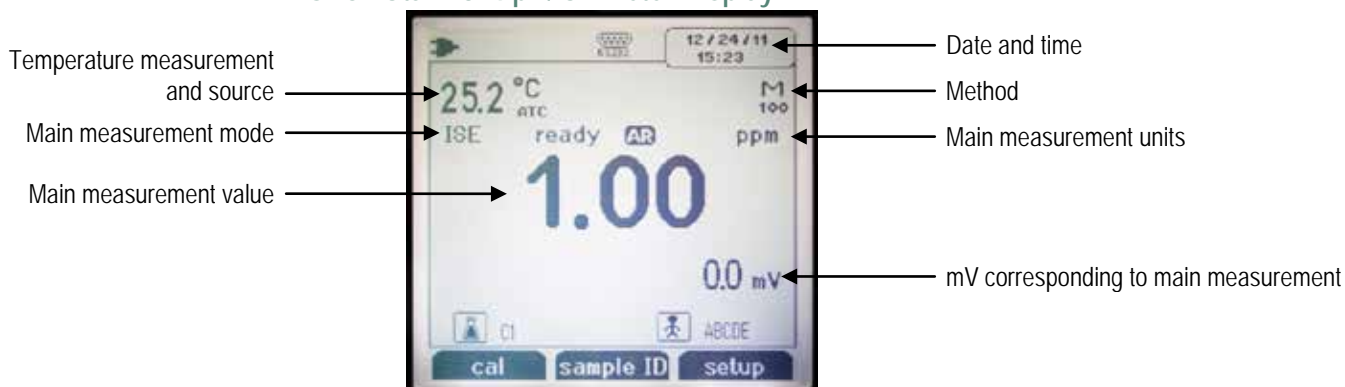 12/24/11
15:23
Date and time
Temperature measurement
and source
25.2 °C
ATC
M
100
Method
Main measurement mode
ISE ready AR ppm
Main measurement units
Main measurement value
1.00
0.0 mV
mV corresponding to main measurement
C1
ABCDE
cal sample ID setup